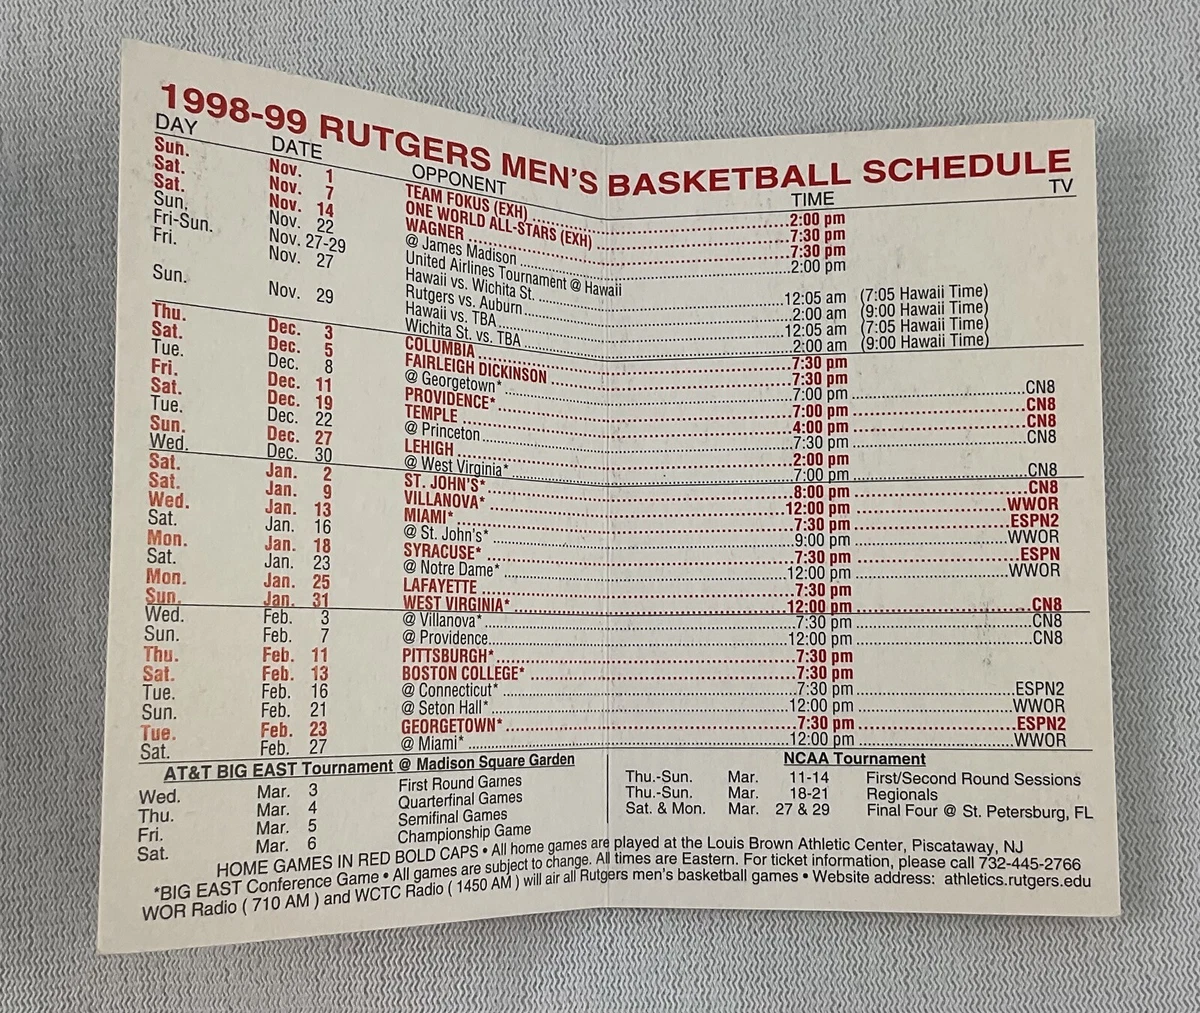 1998-99 RUTGERS MEN'S BASKETBALL SCHEDULE
DAY DATE OPPONENT TIME TV
Sun. Nov. 1 TEAM FOKUS (EXH) 2:00 pm
Sat. Nov. 7 ONE WORLD ALL-STARS (EXH) 7:30 pm
Sat. Nov. 14 WAGNER 7:30 pm
Sun. Nov. 22 @ James Madison 2:00 pm
Fri-Sun. Nov. 27-29 United Airlines Tournament @ Hawaii
Fri. Nov. 27 Hawaii vs. Wichita St. 12:05 am (7:05 Hawaii Time)
Rutgers vs. Auburn 2:00 am (9:00 Hawaii Time)
Sun. Nov. 29 Hawaii vs. TBA 12:05 am (7:05 Hawaii Time)
Wichita St. vs. TBA 2:00 am (9:00 Hawaii Time)
Thu. Dec. 3 COLUMBIA 7:30 pm
Sat. Dec. 5 FAIRLEIGH DICKINSON 7:30 pm
Tue. Dec. 8 @ Georgetown* 7:00 pm CN8
Fri. Dec. 11 PROVIDENCE* 7:00 pm CN8
Sat. Dec. 19 TEMPLE 4:00 pm CN8
Tue. Dec. 22 @ Princeton 7:30 pm CN8
Sun. Dec. 27 LEHIGH 2:00 pm
Wed. Dec. 30 @ West Virginia* 7:00 pm CN8
Sat. Jan. 2 ST. JOHN'S* 8:00 pm CN8
Sat. Jan. 9 VILLANOVA* 12:00 pm WWOR
Wed. Jan. 13 MIAMI* 7:30 pm ESPN2
Sat. Jan. 16 @ St. John's* 9:00 pm WWOR
Mon. Jan. 18 SYRACUSE* 7:30 pm ESPN
Sat. Jan. 23 @ Notre Dame* 12:00 pm WWOR
Mon. Jan. 25 LAFAYETTE 7:30 pm
Sun. Jan. 31 WEST VIRGINIA* 12:00 pm CN8
Wed. Feb. 3 @ Villanova* 7:30 pm CN8
Sun. Feb. 7 @ Providence 12:00 pm CN8
Thu. Feb. 11 PITTSBURGH* 7:30 pm
Sat. Feb. 13 BOSTON COLLEGE* 7:30 pm
Tue. Feb. 16 @ Connecticut* 7:30 pm ESPN2
Sun. Feb. 21 @ Seton Hall* 12:00 pm WWOR
Tue. Feb. 23 GEORGETOWN* 7:30 pm ESPN2
Sat. Feb. 27 @ Miami* 12:00 pm WWOR
AT&T BIG EAST Tournament @ Madison Square Garden
Wed. Mar. 3 First Round Games
Thu. Mar. 4 Quarterfinal Games
Fri. Mar. 5 Semifinal Games
Sat. Mar. 6 Championship Game
NCAA Tournament
Thu.-Sun. Mar. 11-14 First/Second Round Sessions
Thu.-Sun. Mar. 18-21 Regionals
Sat. & Mon. Mar. 27 & 29 Final Four @ St. Petersburg, FL
HOME GAMES IN RED BOLD CAPS • All home games are played at the Louis Brown Athletic Center, Piscataway, NJ
*BIG EAST Conference Game • All games are subject to change. All times are Eastern. For ticket information, please call 732-445-2766
WOR Radio ( 710 AM ) and WCTC Radio ( 1450 AM ) will air all Rutgers men's basketball games • Website address: athletics.rutgers.edu